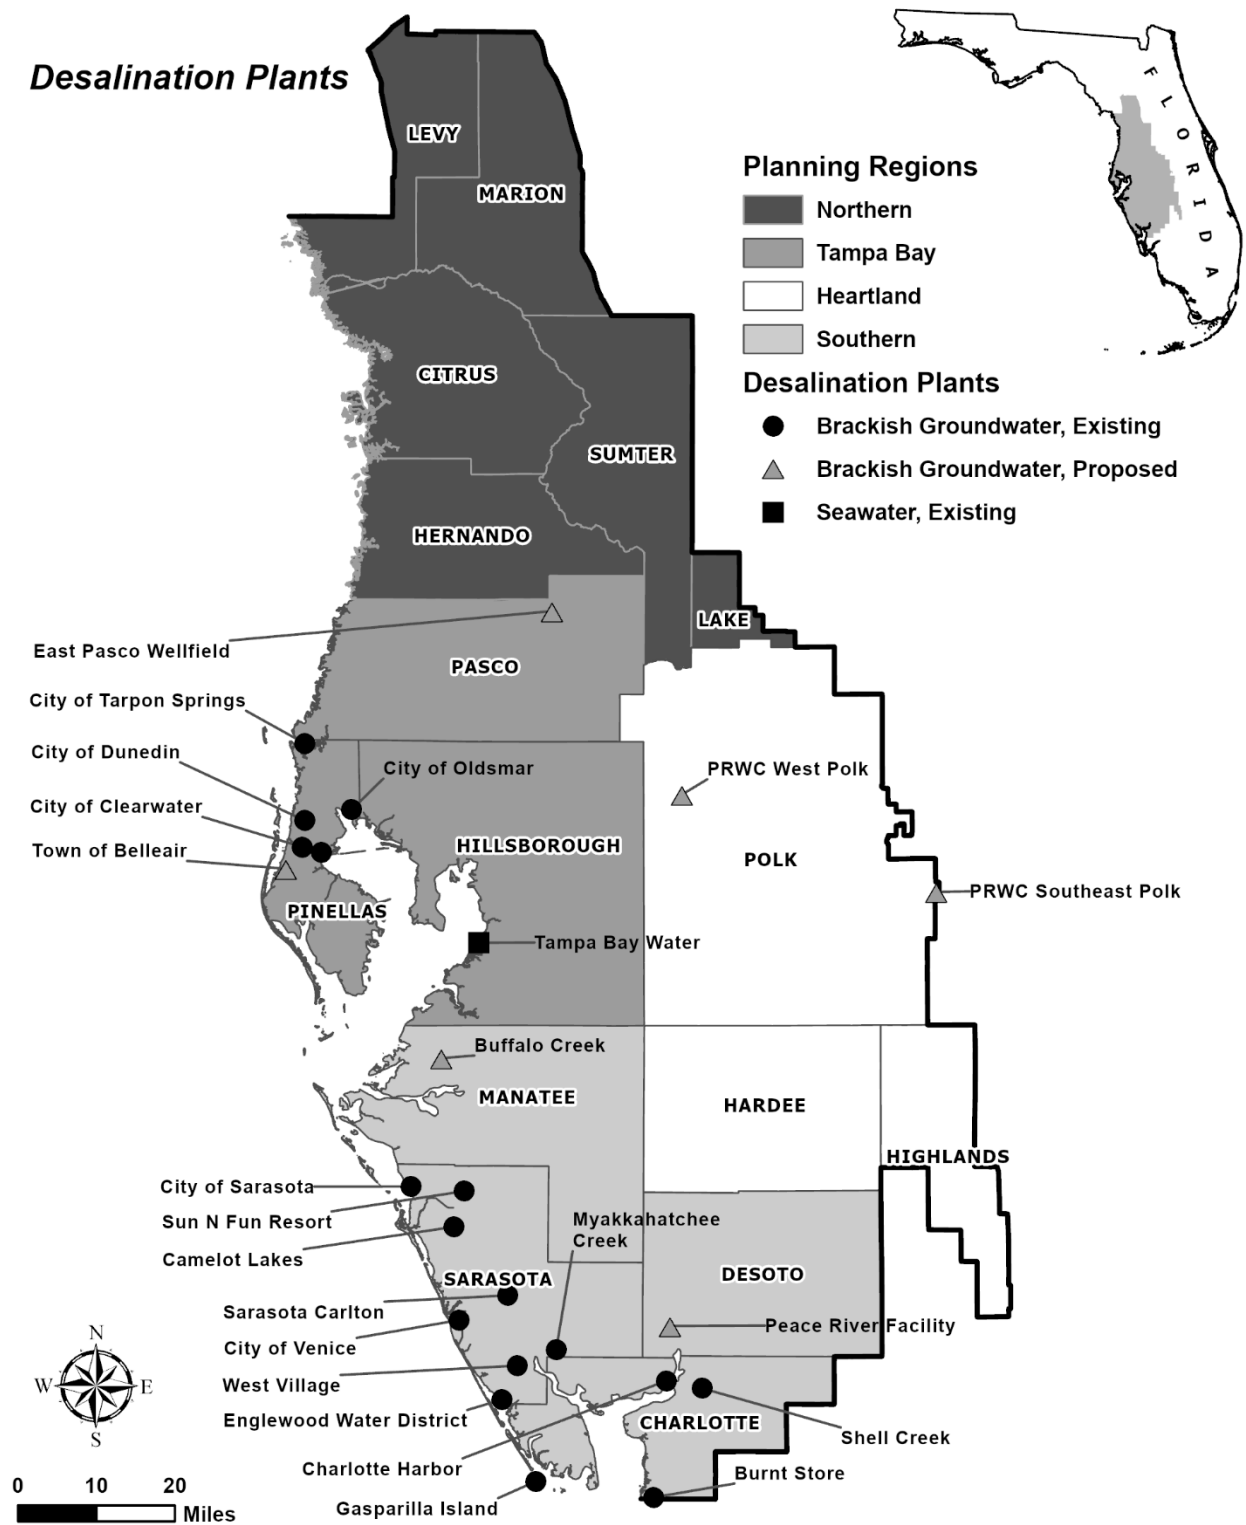 Desalination Plants
FLORIDA
Planning Regions
Northern
Tampa Bay
Heartland
Southern
Desalination Plants
Brackish Groundwater, Existing
Brackish Groundwater, Proposed
Seawater, Existing
LEVY
MARION
CITRUS
SUMTER
HERNANDO
LAKE
East Pasco Wellfield
PASCO
City of Tarpon Springs
City of Dunedin
City of Oldsmar
PRWC West Polk
City of Clearwater
HILLSBOROUGH
Town of Belleair
POLK
PRWC Southeast Polk
PINELLAS
Tampa Bay Water
Buffalo Creek
MANATEE
HARDEE
HIGHLANDS
City of Sarasota
Sun N Fun Resort
Myakkahatchee
Creek
Camelot Lakes
SARASOTA
DESOTO
Sarasota Carlton
Peace River Facility
City of Venice
West Village
Englewood Water District
CHARLOTTE
Shell Creek
Charlotte Harbor
Burnt Store
Gasparilla Island
N
W
E
S
0 10 20
Miles